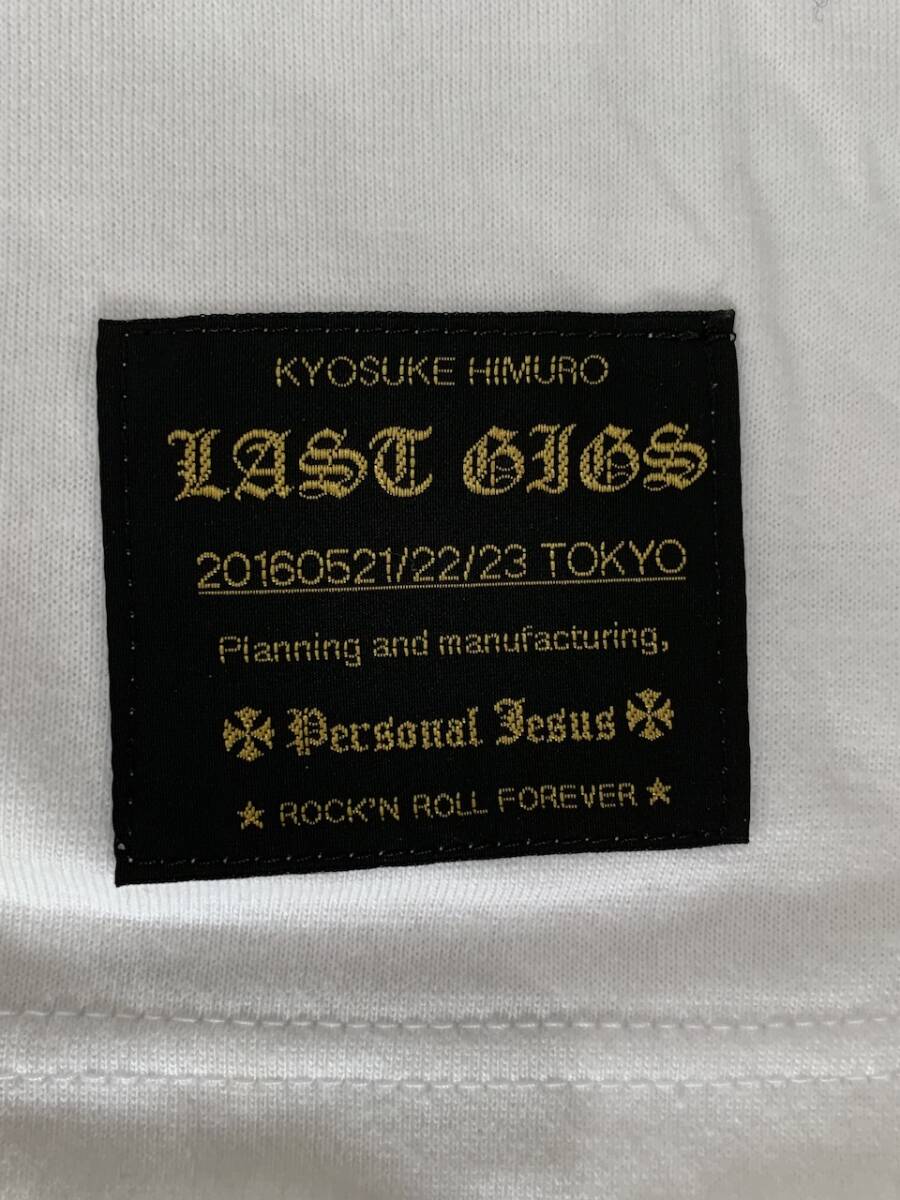 KYOSUKE HIMURO
LAST GIGS
20160521/22/23 TOKYO
Planning and manufacturing,
Personal Jesus
★ ROCK'N ROLL FOREVER ★